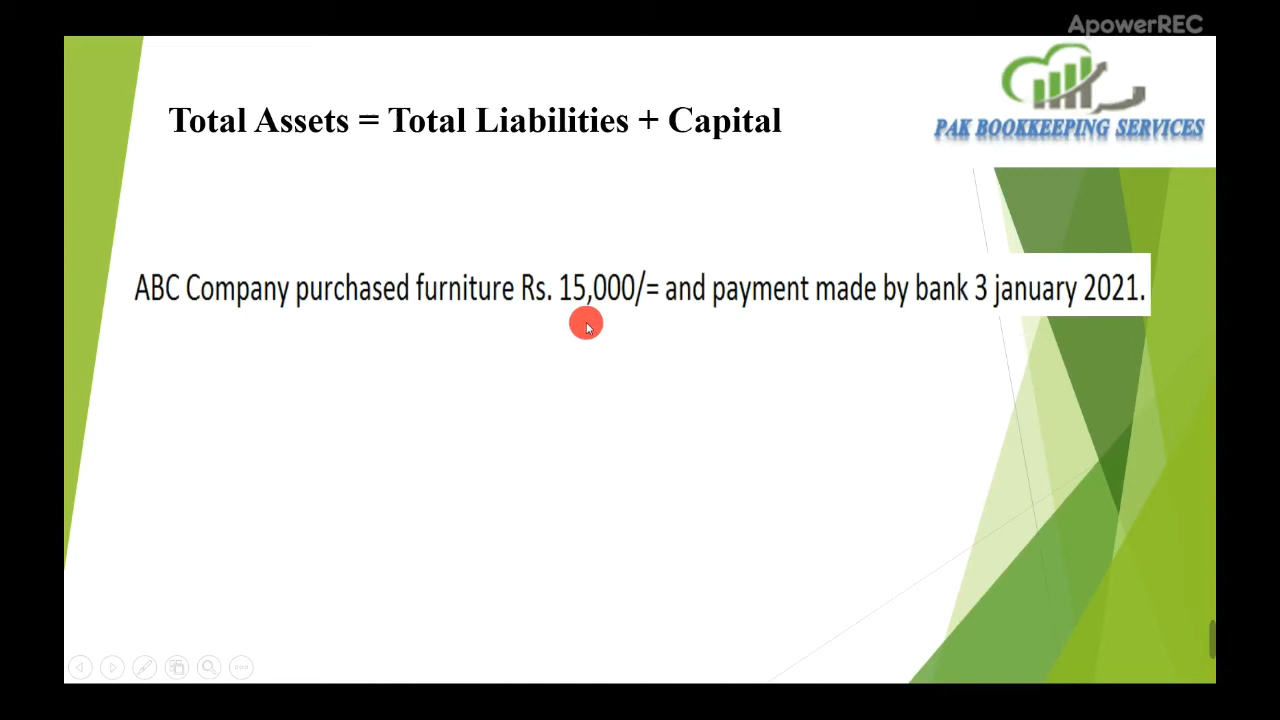 ApowerREC
Total Assets = Total Liabilities + Capital
PAK BOOKKEEPING SERVICES
ABC Company purchased furniture Rs. 15,000/= and payment made by bank 3 january 2021.